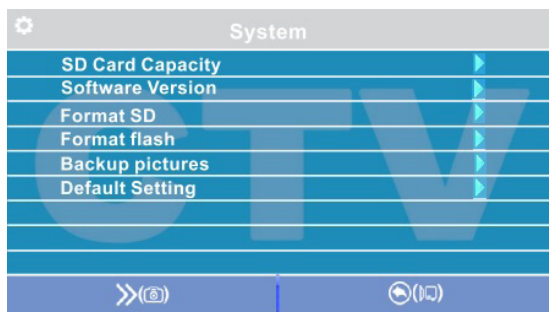 System
SD Card Capacity
Software Version
Format SD
Format flash
Backup pictures
Default Setting
CTV